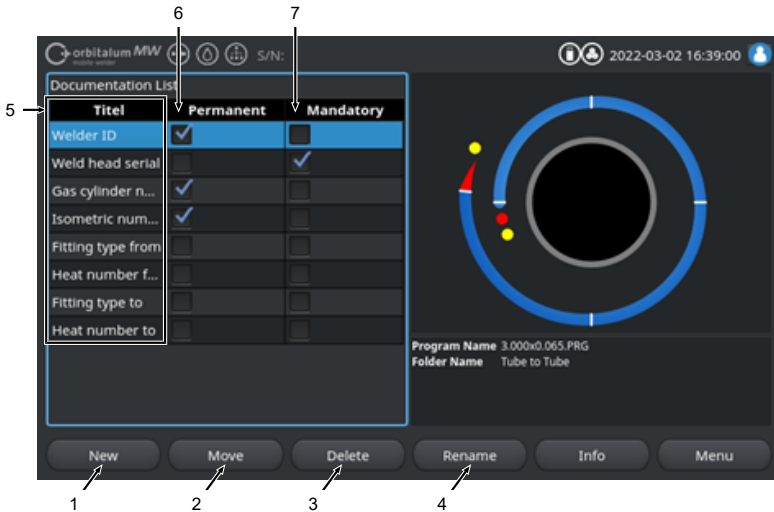 6 7
orbitalum MW S/N: 2022-03-02 16:39:00
mobile welder
Documentation List
5 Titel Permanent Mandatory
Welder ID
Weld head serial
Gas cylinder n...
Isometric num...
Fitting type from
Heat number f...
Fitting type to
Heat number to
Program Name 3.000x0.065.PRG
Folder Name Tube to Tube
New Move Delete Rename Info Menu
1 2 3 4